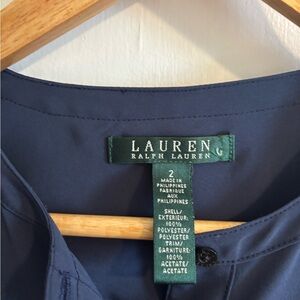 LAUREN
RALPH LAUREN
2
MADE IN
PHILIPPINES
FABRIQUÉ
AUX
PHILIPPINES
SHELL/
EXTERIEUR:
100%
POLYESTER/
POLYESTER
TRIM/
GARNITURE:
100%
ACETATE/
ACETATE